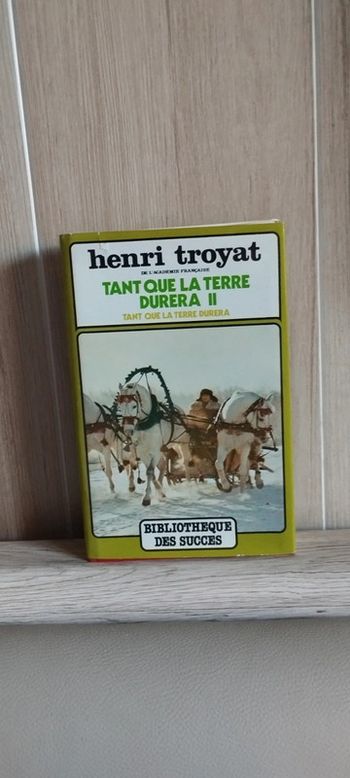 henri troyat
DE L'ACADEMIE FRANÇAISE
TANT QUE LA TERRE
DURERA II
TANT QUE LA TERRE DURERA
BIBLIOTHEQUE
DES SUCCES